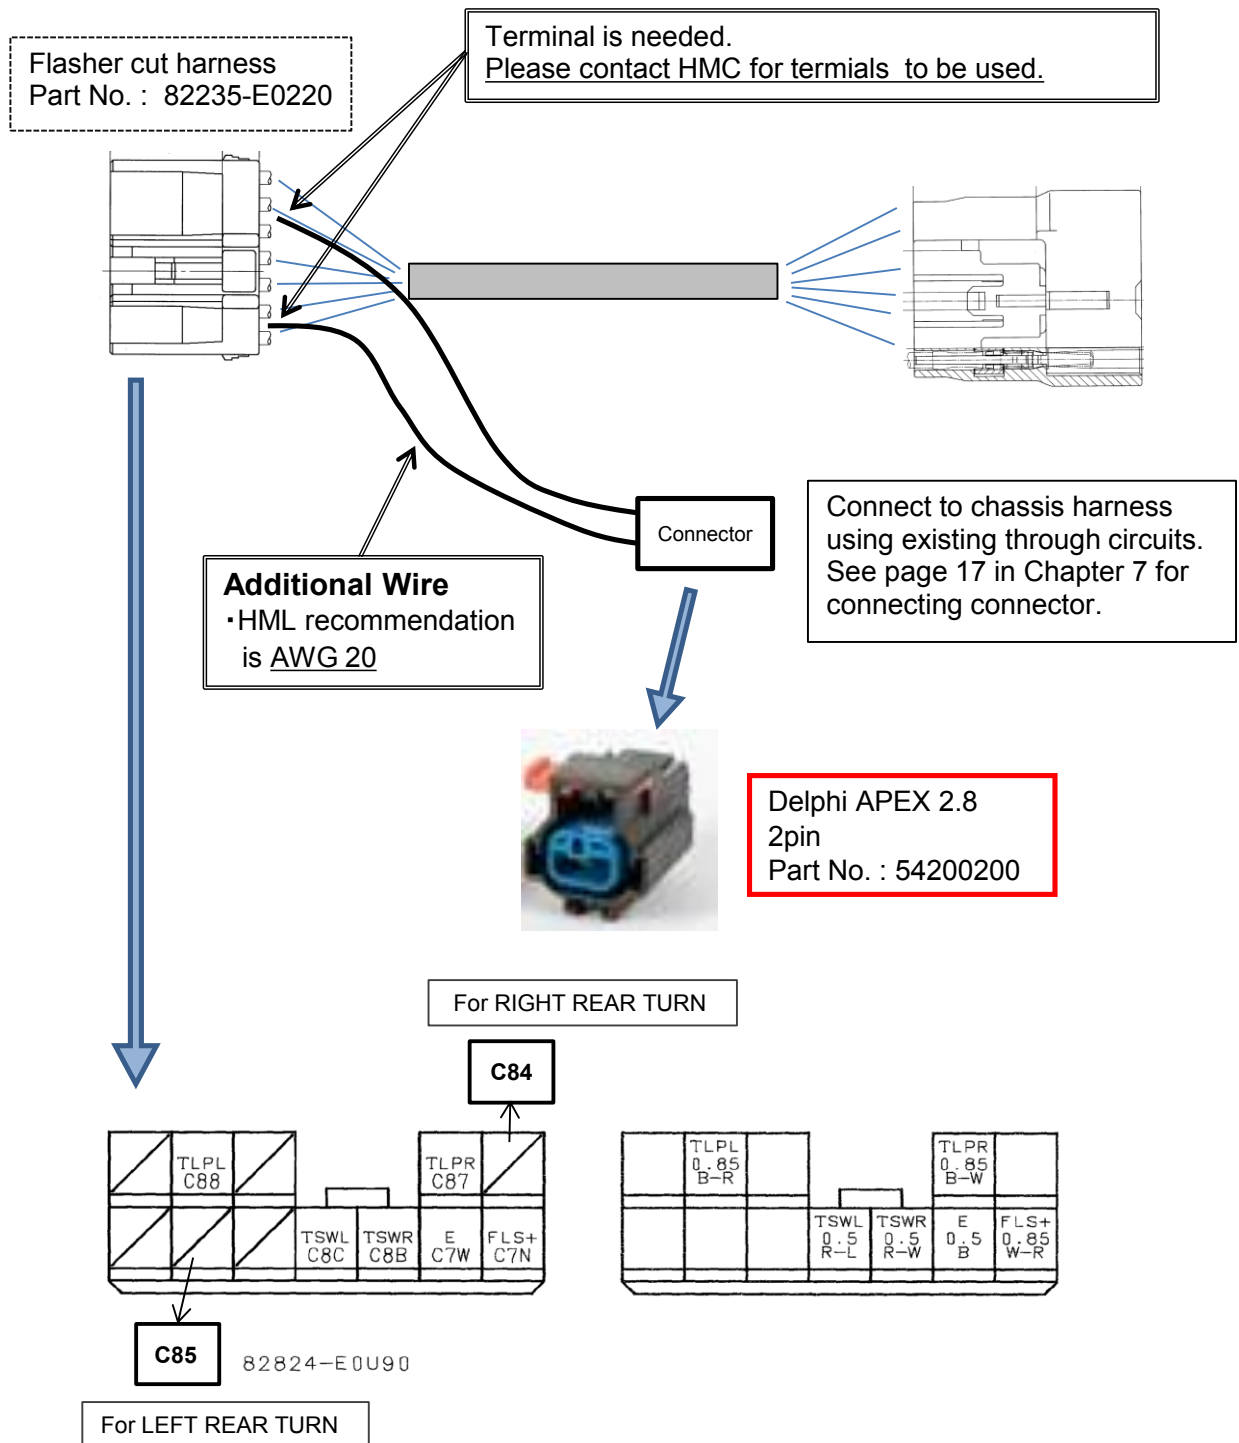 Terminal is needed.
Please contact HMC for termials  to be used.
Flasher cut harness
Part No. :  82235-E0220
Connector
Connect to chassis harness
using existing through circuits.
See page 17 in Chapter 7 for
connecting connector.
Additional Wire
・HML recommendation
is AWG 20
Delphi APEX 2.8
2pin
Part No. : 54200200
For RIGHT REAR TURN
C84
TLPL
C88
TLPR
C87
TSWL
C8C
TSWR
C8B
E
C7W
FLS+
C7N
TLPL
0.85
B-R
TLPR
0.85
B-W
TSWL
0.5
R-L
TSWR
0.5
R-W
E
0.5
B
FLS+
0.85
W-R
C85
82824-E0U90
For LEFT REAR TURN